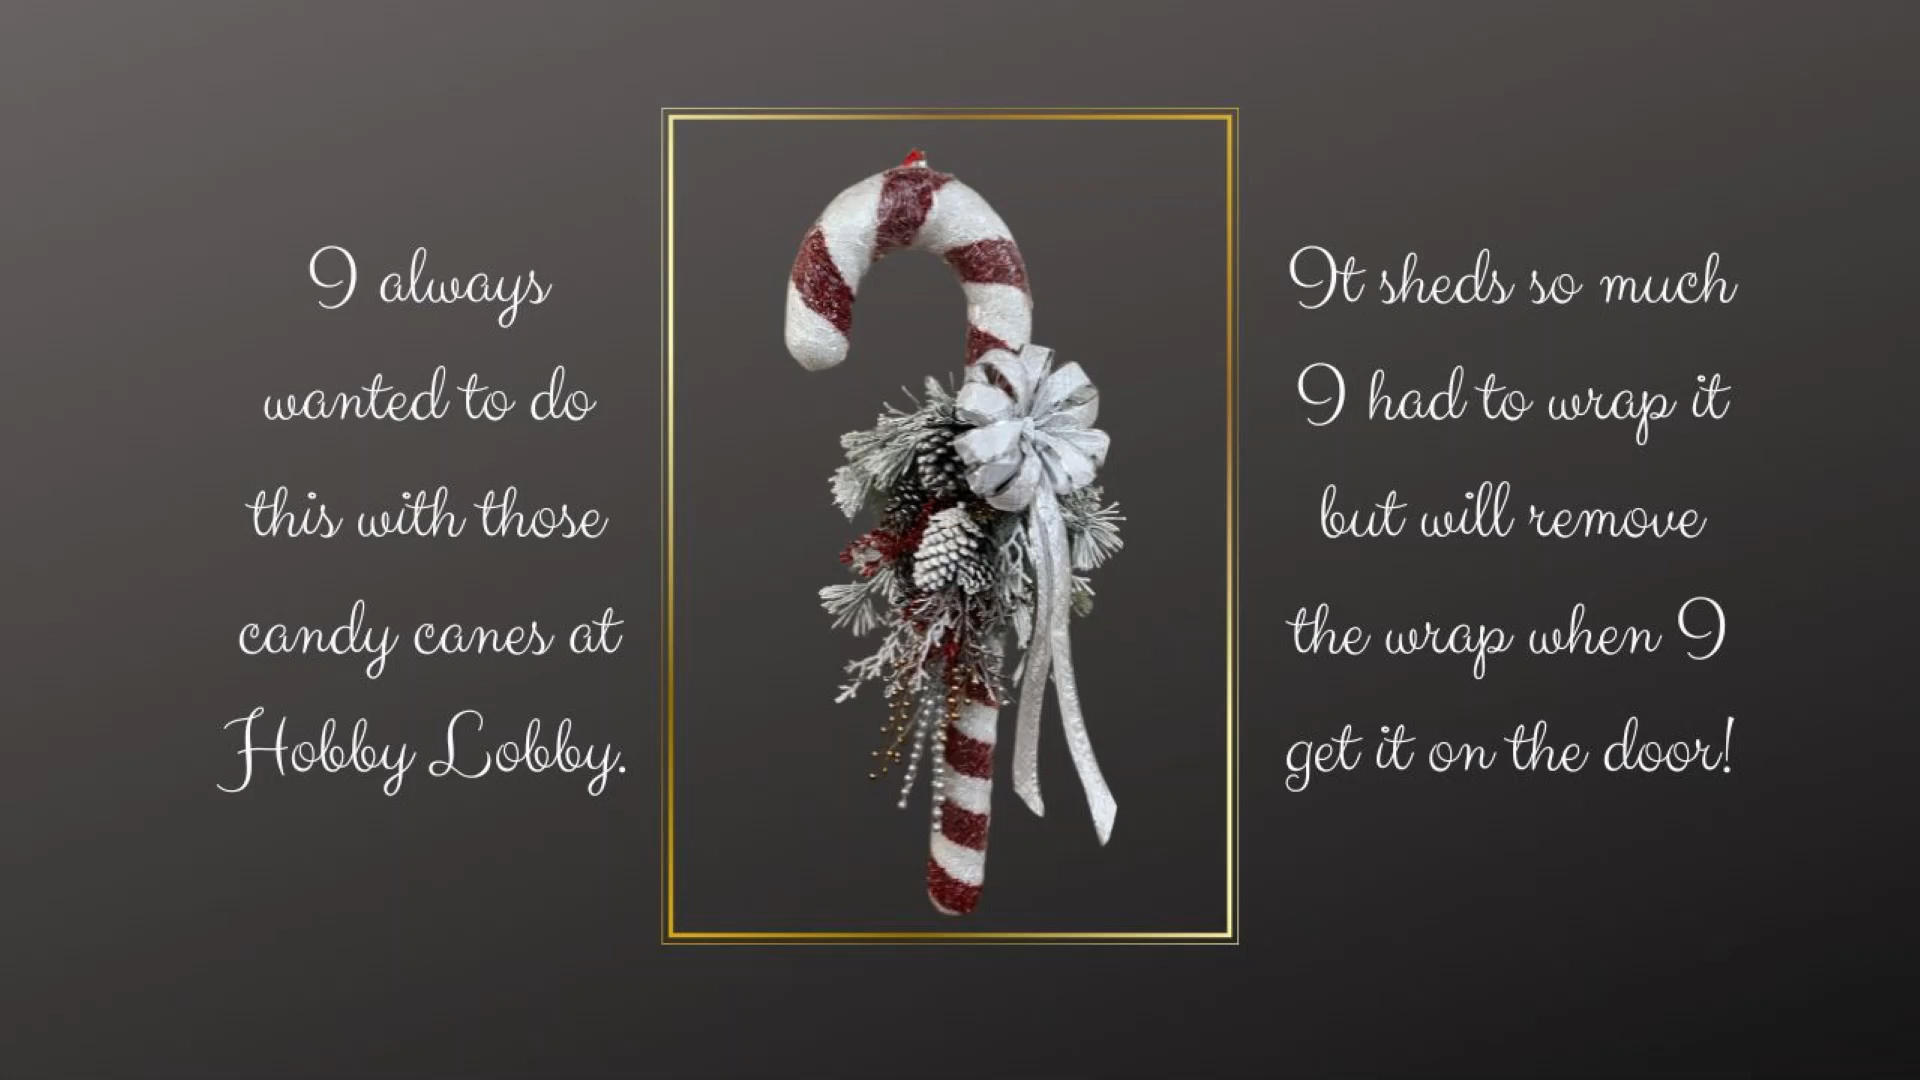 I always
wanted to do
this with those
candy canes at
Hobby Lobby.
It sheds so much
I had to wrap it
but will remove
the wrap when I
get it on the door!